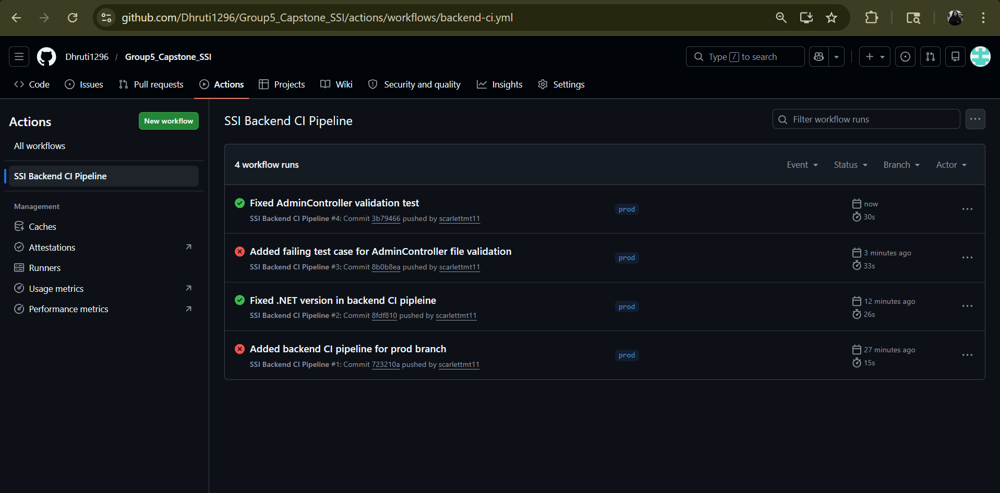 github.com/Dhruti1296/Group5_Capstone_SSI/actions/workflows/backend-ci.yml
Dhruti1296 / Group5_Capstone_SSI
Type / to search
Code
Issues
Pull requests
Actions
Projects
Wiki
Security and quality
Insights
Settings
Actions
New workflow
All workflows
SSI Backend CI Pipeline
Management
Caches
Attestations
Runners
Usage metrics
Performance metrics
SSI Backend CI Pipeline
Filter workflow runs
4 workflow runs
Event
Status
Branch
Actor
Fixed AdminController validation test
SSI Backend CI Pipeline #4: Commit 3b79466 pushed by scarlettmt11
prod
now
30s
Added failing test case for AdminController file validation
SSI Backend CI Pipeline #3: Commit 8b0b8ea pushed by scarlettmt11
prod
3 minutes ago
33s
Fixed .NET version in backend CI pipleine
SSI Backend CI Pipeline #2: Commit 8fdf810 pushed by scarlettmt11
prod
12 minutes ago
26s
Added backend CI pipeline for prod branch
SSI Backend CI Pipeline #1: Commit 723210a pushed by scarlettmt11
prod
27 minutes ago
15s